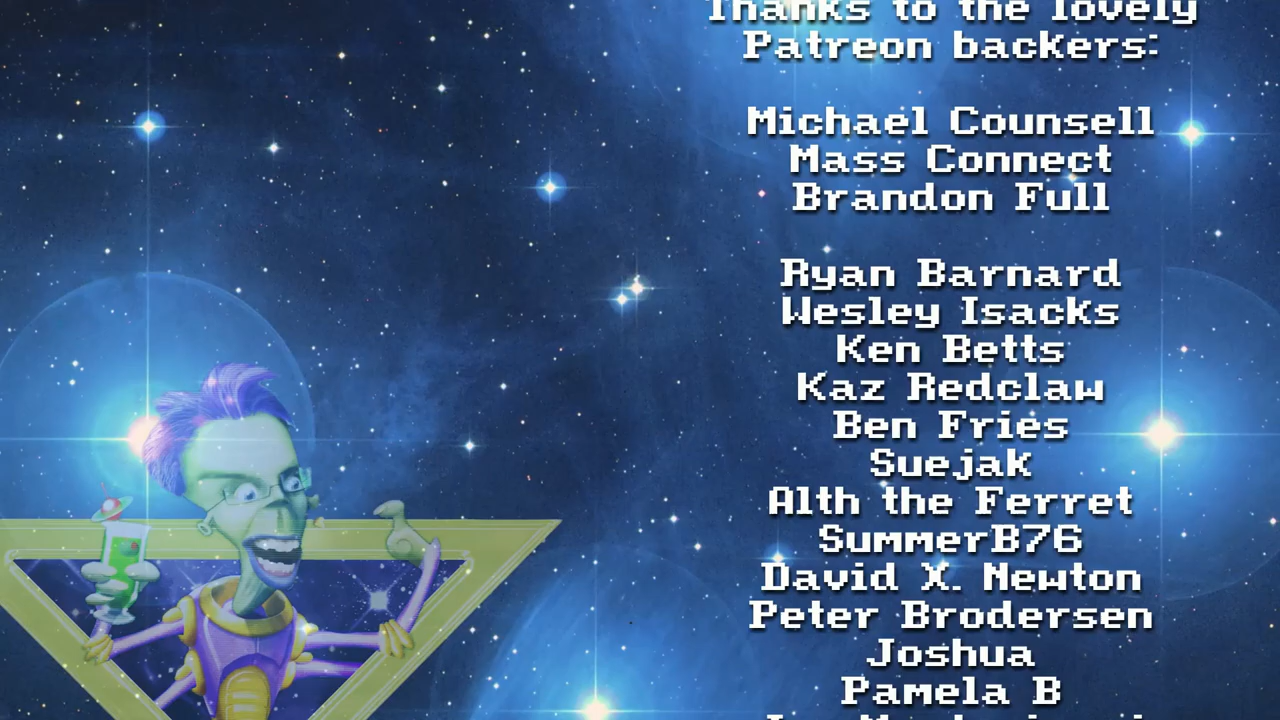 Thanks to the lovely
Patreon backers:
Michael Counsell
Mass Connect
Brandon Full
Ryan Barnard
Wesley Isacks
Ken Betts
Kaz Redclaw
Ben Fries
Suejak
Alth the Ferret
SummerB76
David X. Newton
Peter Brodersen
Joshua
Pamela B